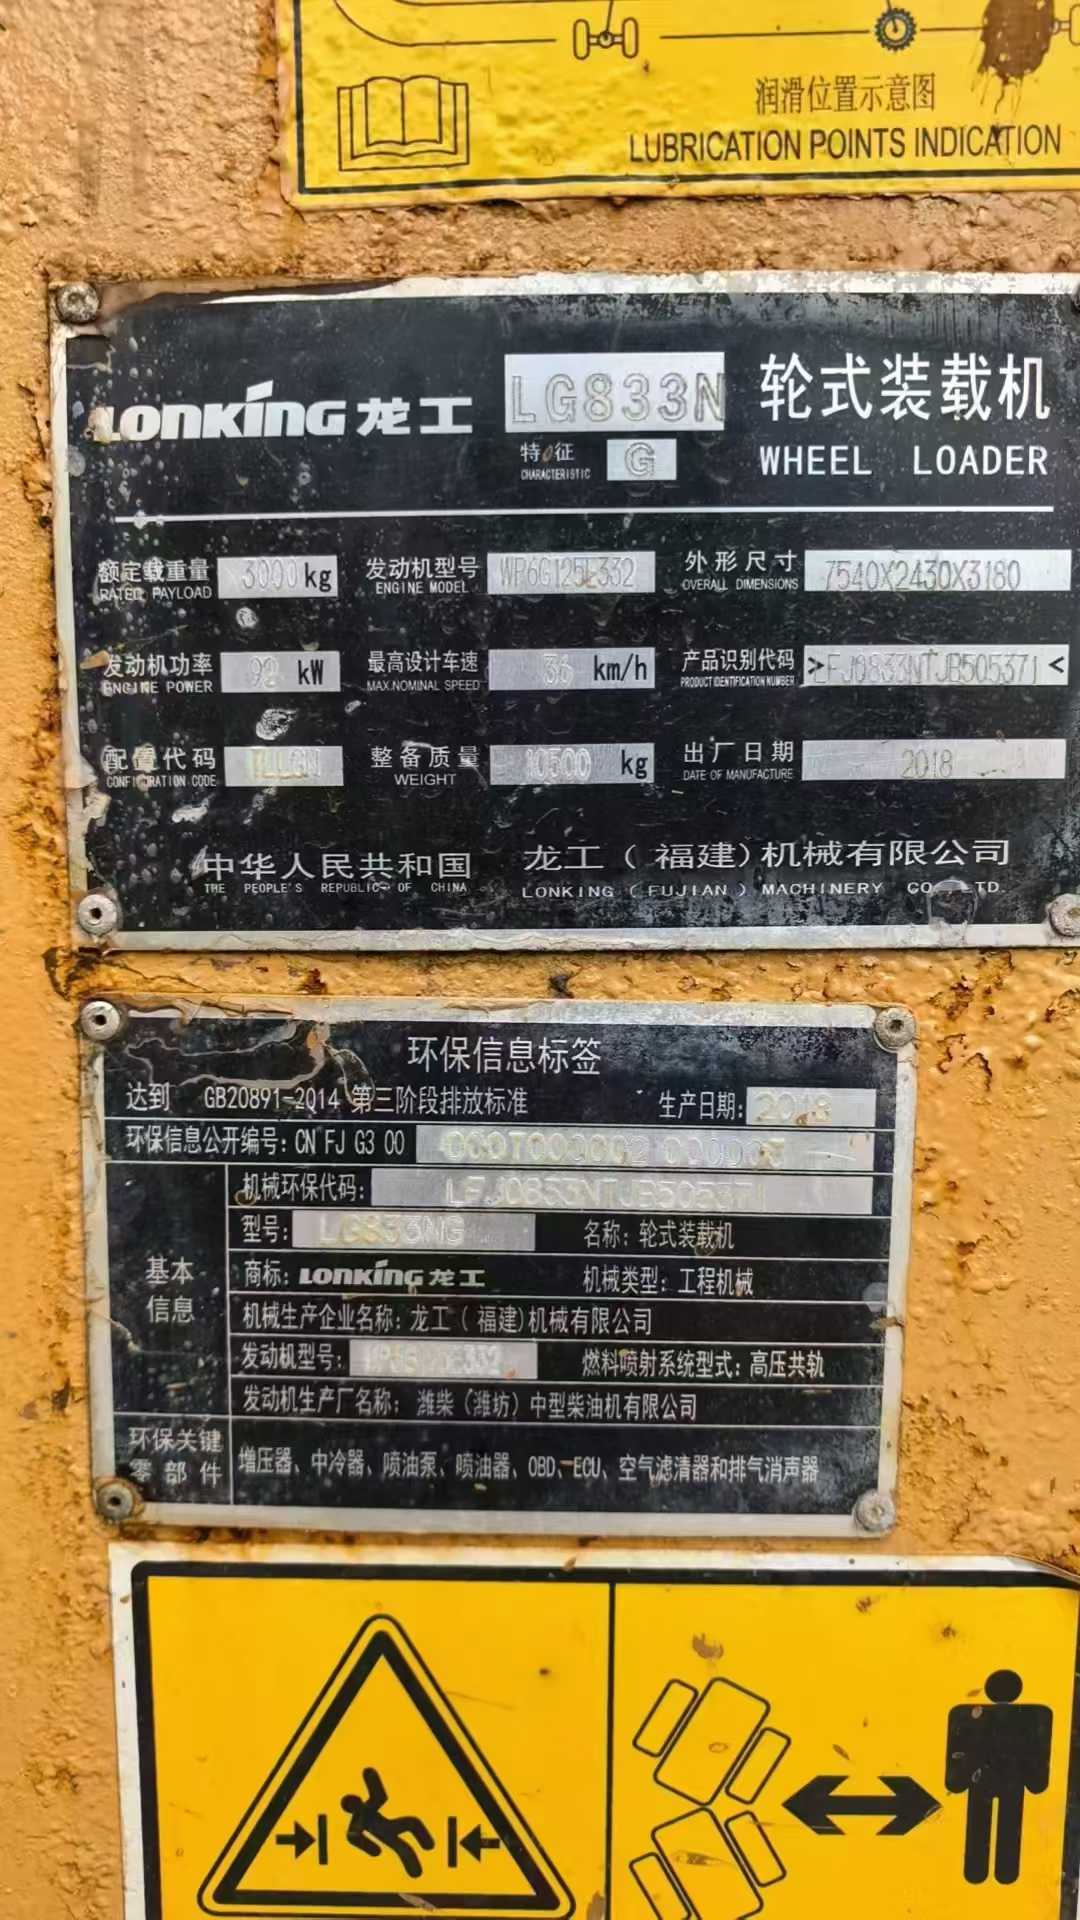 润滑位置示意图
LUBRICATION POINTS INDICATION
LONKING 龙工 LG833N 轮式装载机
特征 G WHEEL LOADER
CHARACTERISTIC
额定载重量 3000kg 发动机型号 WP6G125E332 外形尺寸 7540X2430X3180
RATED PAYLOAD ENGINE MODEL OVERALL DIMENSIONS
发动机功率 92 kW 最高设计车速 36 km/h 产品识别代码 >LFJ0833NTJB505371<
ENGINE POWER MAX.NOMINAL SPEED PRODUCT IDENTIFICATION NUMBER
配置代码 整备质量 10500 kg 出厂日期 2018
CONFIGURATION CODE WEIGHT DATE OF MANUFACTURE
中华人民共和国 龙工（福建）机械有限公司
THE PEOPLE'S REPUBLIC OF CHINA LONKING (FUJIAN) MACHINERY CO., LTD.
环保信息标签
达到 GB20891-2014 第三阶段排放标准 生产日期: 2018
环保信息公开编号: CN FJ G3 00
机械环保代码: LFJ0833NTJB505371
型号: LG833NG 名称: 轮式装载机
基本信息
商标: LONKING 龙工 机械类型: 工程机械
机械生产企业名称: 龙工（福建)机械有限公司
发动机型号: 燃料喷射系统型式: 高压共轨
发动机生产厂名称: 潍柴（潍坊）中型柴油机有限公司
环保关键零部件 增压器、中冷器、喷油泵、喷油器、OBD、ECU、空气滤清器和排气消声器